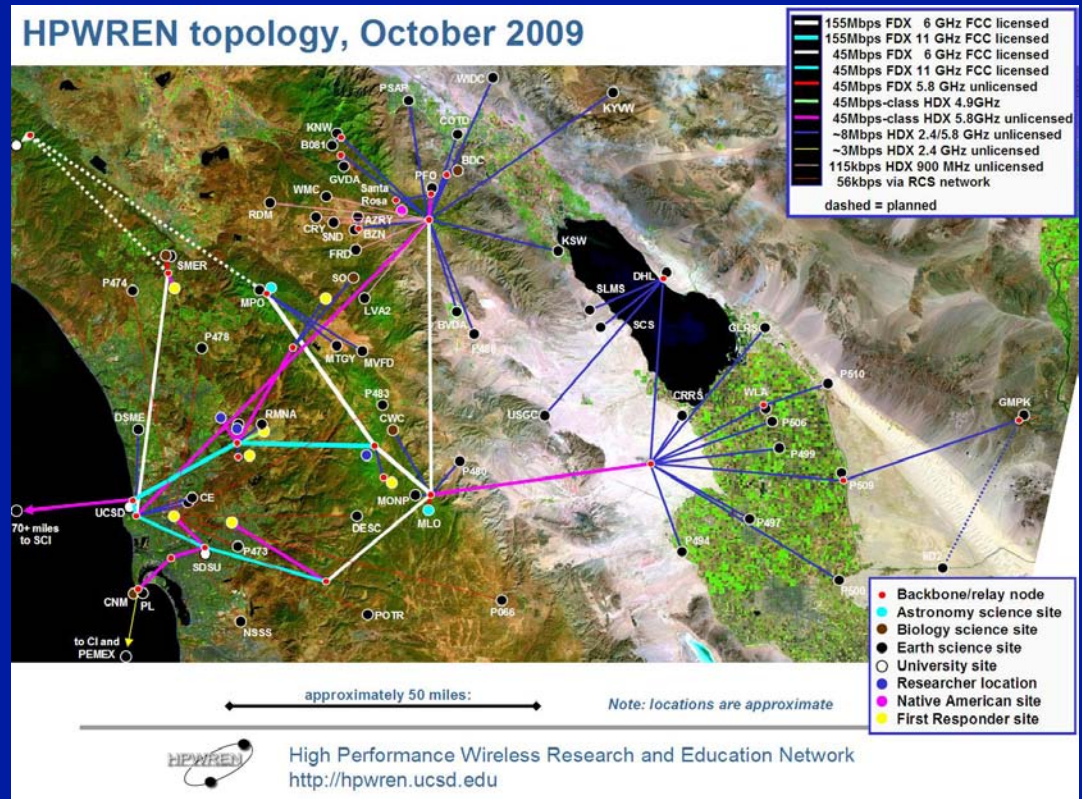 HPWREN topology, October 2009
155Mbps FDX 6 GHz FCC licensed
155Mbps FDX 11 GHz FCC licensed
45Mbps FDX 6 GHz FCC licensed
45Mbps FDX 11 GHz FCC licensed
45Mbps FDX 5.8 GHz unlicensed
45Mbps-class HDX 4.9GHz
45Mbps-class HDX 5.8GHz unlicensed
~8Mbps HDX 2.4/5.8 GHz unlicensed
~3Mbps HDX 2.4 GHz unlicensed
115kbps HDX 900 MHz unlicensed
56kbps via RCS network
dashed = planned
WIDC
PSAP
KYVW
COTD
KNW
B081
BDC
GVDA
PFO
WMC
Santa
Rosa
RDM
AZRY
CRY
SND
BZN
FRD
KSW
SMER
SO
DHL
P474
MPO
LVA2
SLMS
BVDA
SCS
GLRS
P478
MTGY
MVFD
P510
P483
CRRS
WLA
GMPK
DSME
RMNA
CWC
USGC
P506
P499
P480
P509
CE
MONP
UCSD
MLO
70+ miles
to SCI
DESC
P497
P473
P494
SDSU
P500
CNM
PL
P066
POTR
NSSS
to CI and
PEMEX
Backbone/relay node
Astronomy science site
Biology science site
Earth science site
University site
Researcher location
Native American site
First Responder site
approximately 50 miles:
Note: locations are approximate
HPWREN
High Performance Wireless Research and Education Network
http://hpwren.ucsd.edu